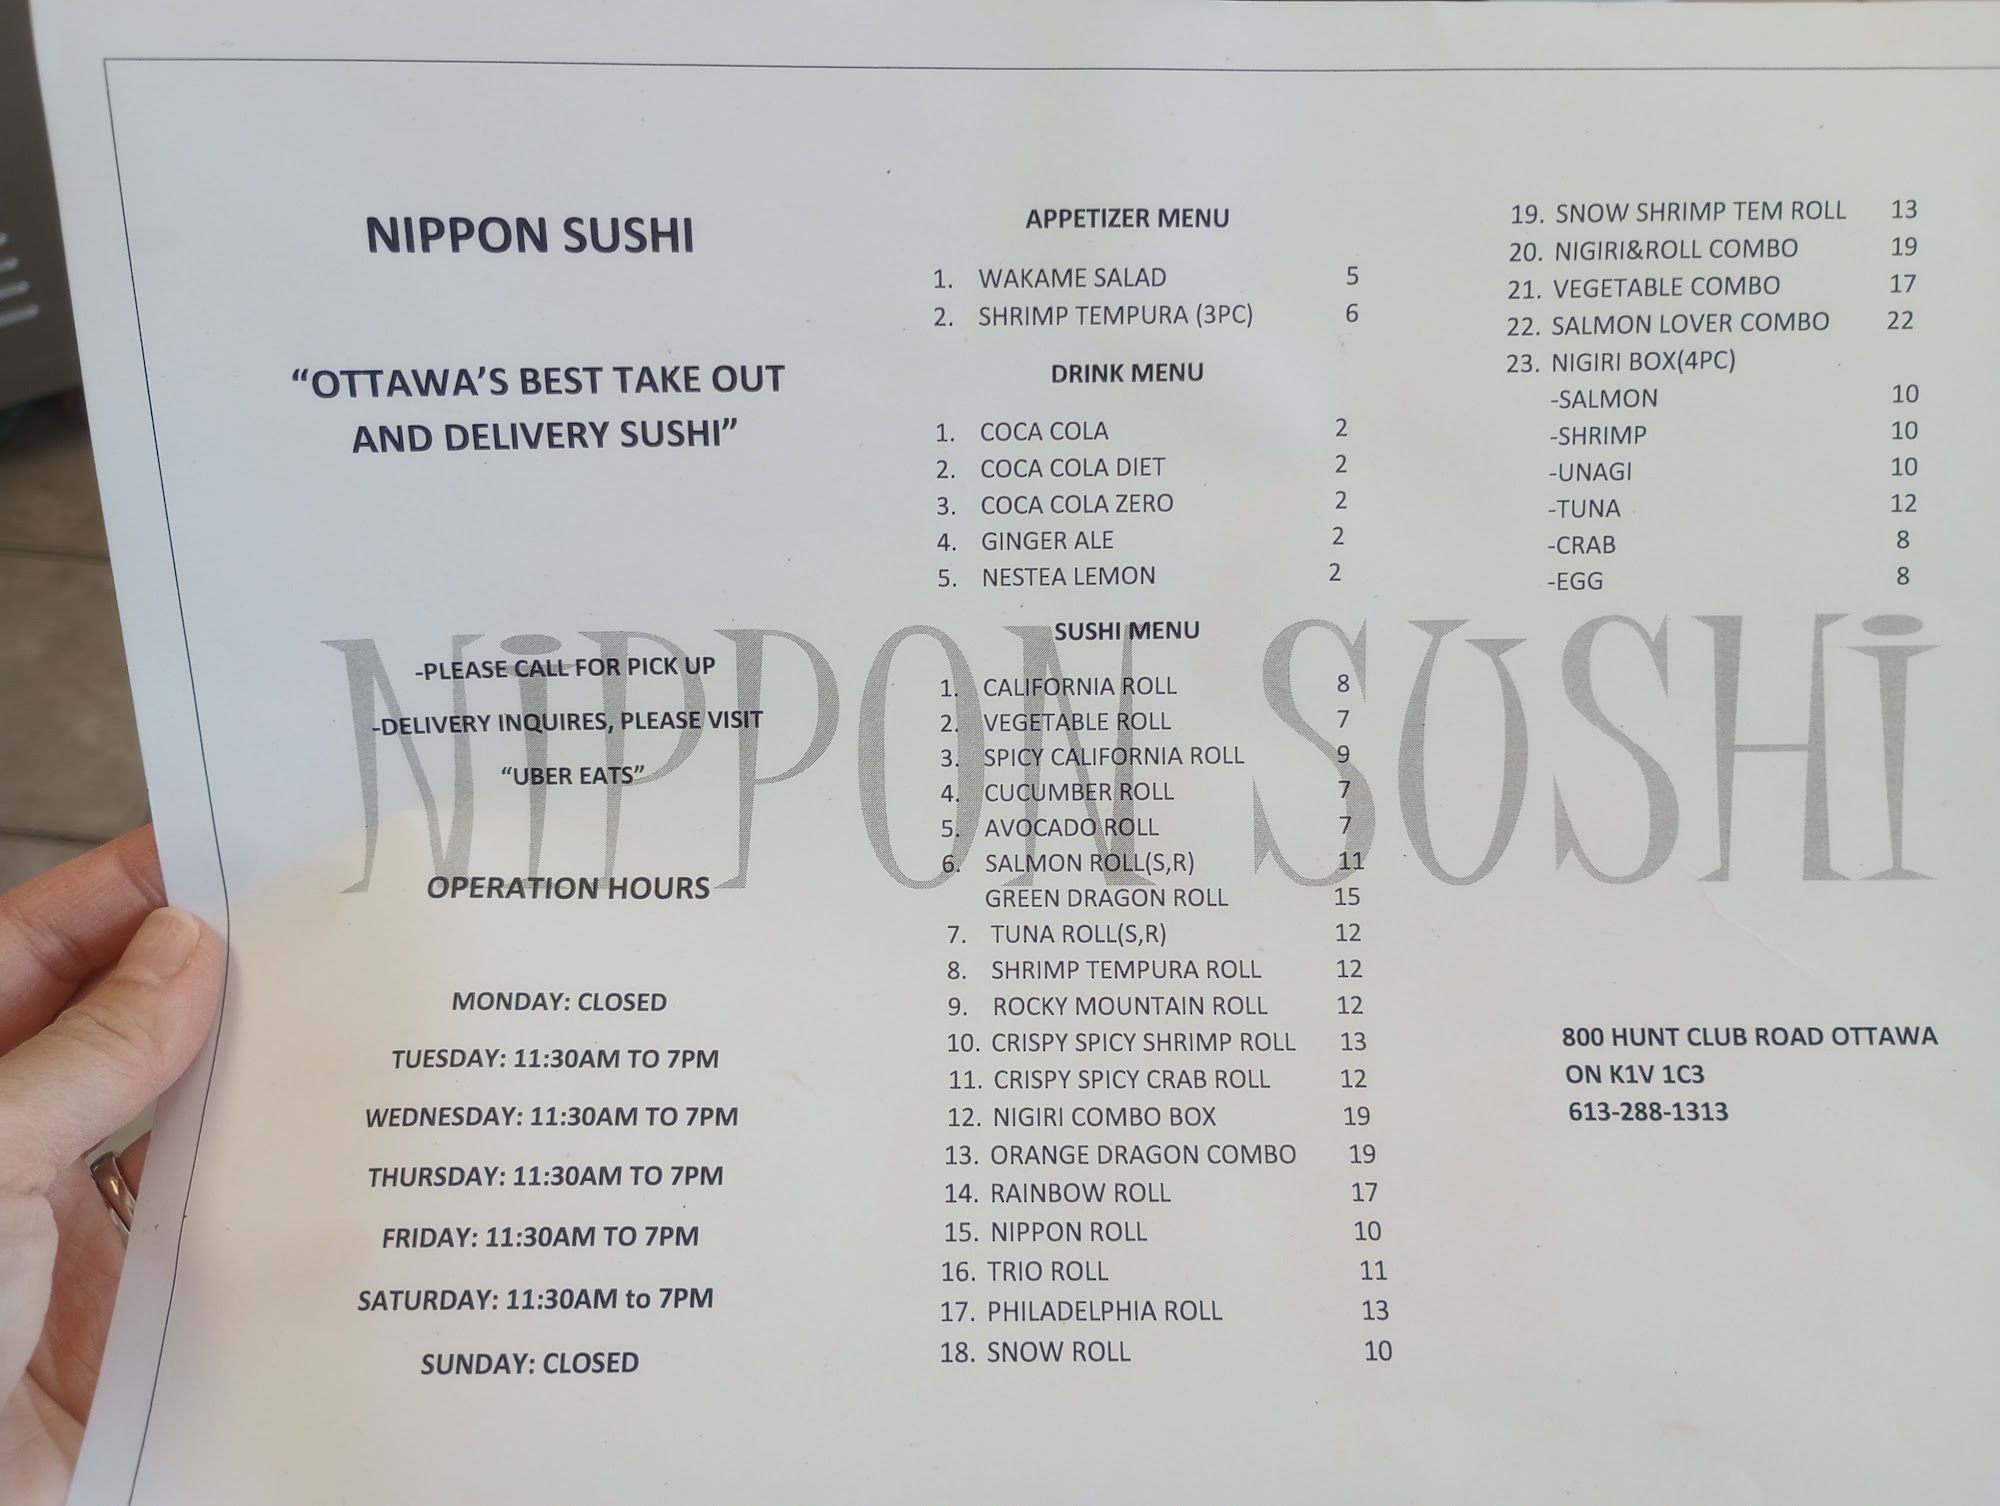 NIPPON SUSHI
"OTTAWA'S BEST TAKE OUT
AND DELIVERY SUSHI"
-PLEASE CALL FOR PICK UP
-DELIVERY INQUIRES, PLEASE VISIT
"UBER EATS"
OPERATION HOURS
MONDAY: CLOSED
TUESDAY: 11:30AM TO 7PM
WEDNESDAY: 11:30AM TO 7PM
THURSDAY: 11:30AM TO 7PM
FRIDAY: 11:30AM TO 7PM
SATURDAY: 11:30AM to 7PM
SUNDAY: CLOSED
NiPPON SUSHi
APPETIZER MENU
1. WAKAME SALAD 5
2. SHRIMP TEMPURA (3PC) 6
DRINK MENU
1. COCA COLA 2
2. COCA COLA DIET 2
3. COCA COLA ZERO 2
4. GINGER ALE 2
5. NESTEA LEMON 2
SUSHI MENU
1. CALIFORNIA ROLL 8
2. VEGETABLE ROLL 7
3. SPICY CALIFORNIA ROLL 9
4. CUCUMBER ROLL 7
5. AVOCADO ROLL 7
6. SALMON ROLL(S,R) 11
GREEN DRAGON ROLL 15
7. TUNA ROLL(S,R) 12
8. SHRIMP TEMPURA ROLL 12
9. ROCKY MOUNTAIN ROLL 12
10. CRISPY SPICY SHRIMP ROLL 13
11. CRISPY SPICY CRAB ROLL 12
12. NIGIRI COMBO BOX 19
13. ORANGE DRAGON COMBO 19
14. RAINBOW ROLL 17
15. NIPPON ROLL 10
16. TRIO ROLL 11
17. PHILADELPHIA ROLL 13
18. SNOW ROLL 10
19. SNOW SHRIMP TEM ROLL 13
20. NIGIRI&ROLL COMBO 19
21. VEGETABLE COMBO 17
22. SALMON LOVER COMBO 22
23. NIGIRI BOX(4PC)
-SALMON 10
-SHRIMP 10
-UNAGI 10
-TUNA 12
-CRAB 8
-EGG 8
800 HUNT CLUB ROAD OTTAWA
ON K1V 1C3
613-288-1313